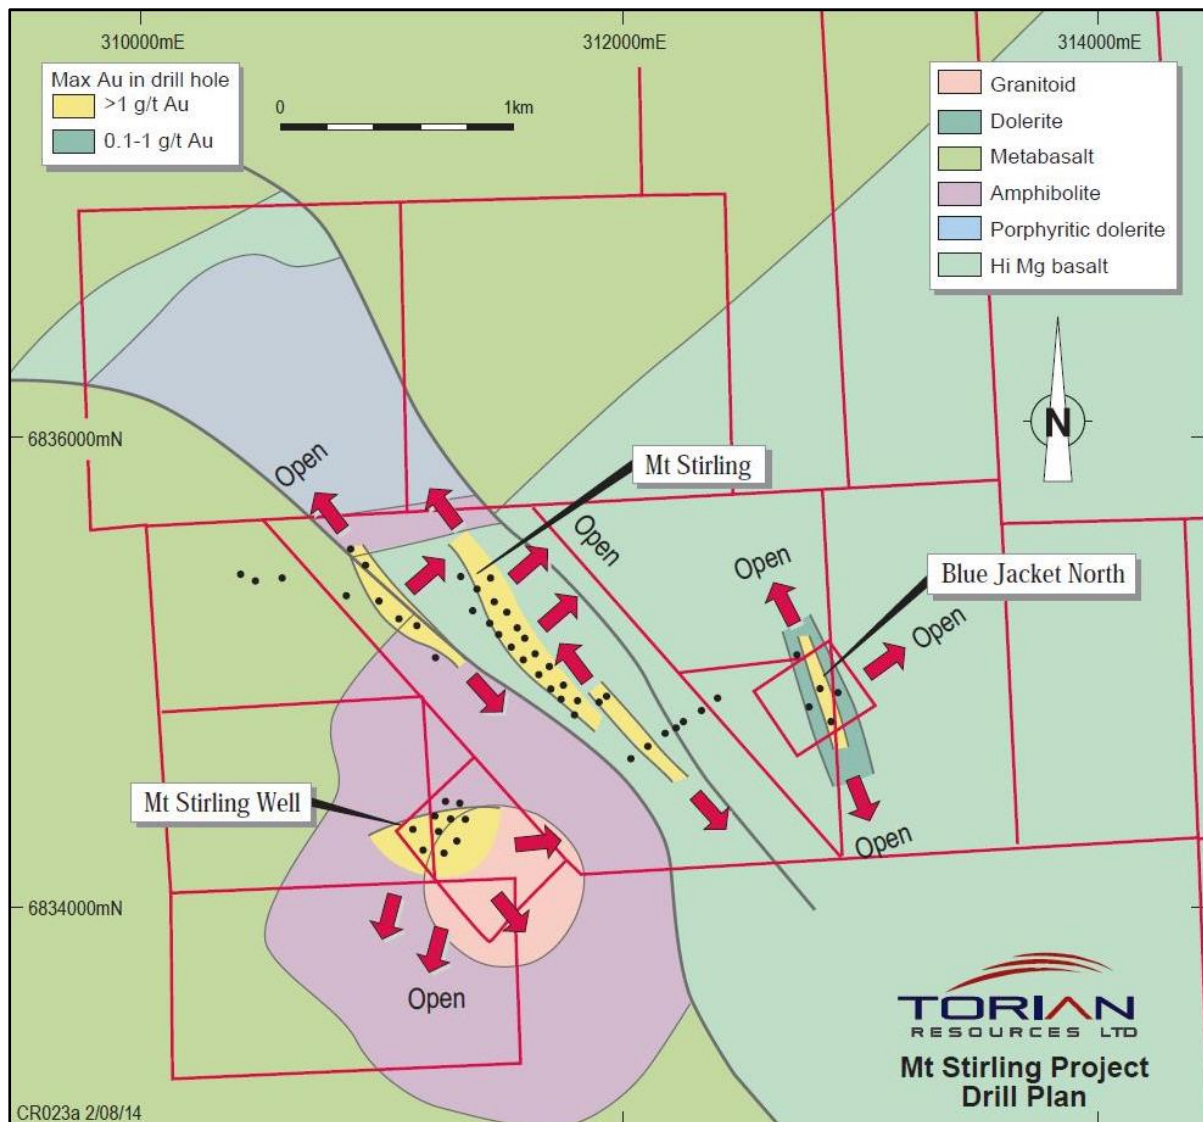 310000mE
312000mE
314000mE
Max Au in drill hole
>1 g/t Au
0.1-1 g/t Au
0
1km
Granitoid
Dolerite
Metabasalt
Amphibolite
Porphyritic dolerite
Hi Mg basalt
N
6836000mN
Open
Mt Stirling
Open
Open
Blue Jacket North
Open
Mt Stirling Well
Open
6834000mN
Open
TORIAN
RESOURCES LTD
Mt Stirling Project
Drill Plan
CR023a 2/08/14